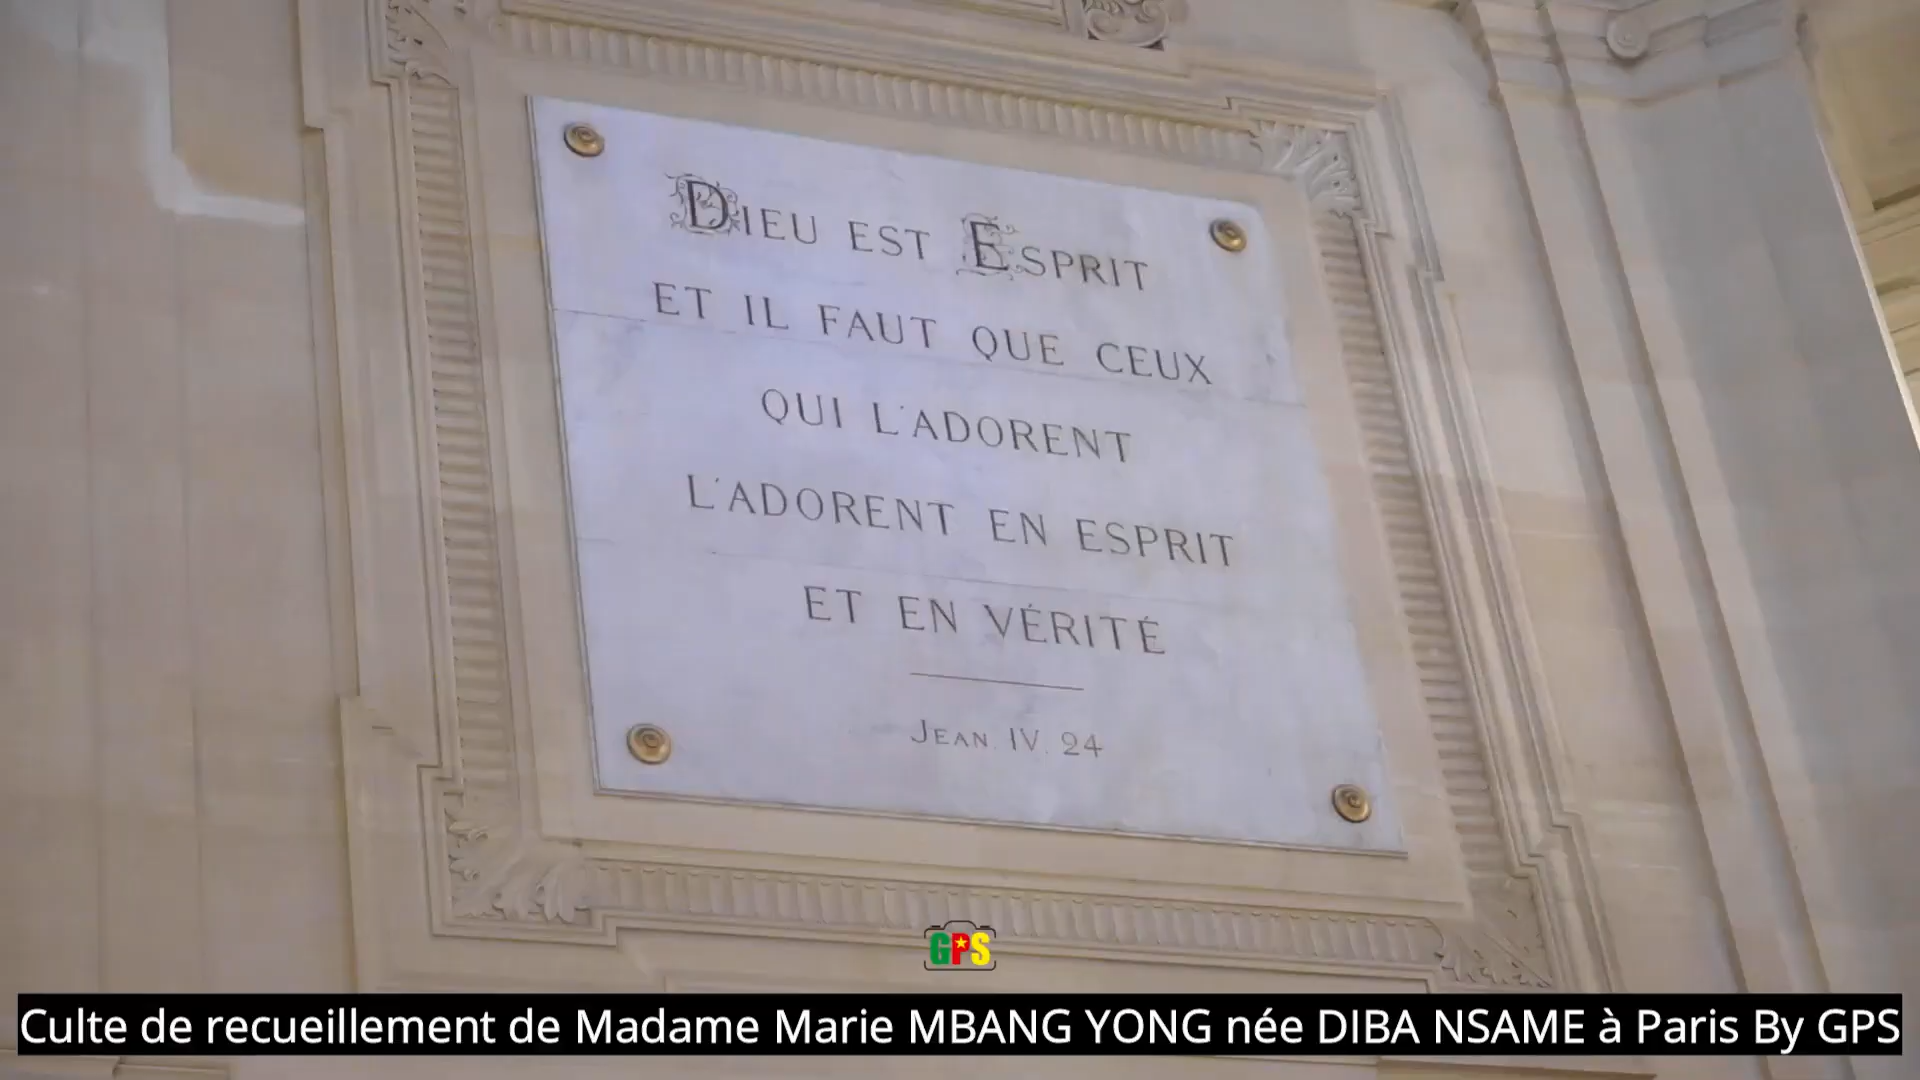 DIEU EST ESPRIT
ET IL FAUT QUE CEUX
QUI L'ADORENT
L'ADORENT EN ESPRIT
ET EN VÉRITÉ
JEAN. IV. 24
GPS
Culte de recueillement de Madame Marie MBANG YONG née DIBA NSAME à Paris By GPS